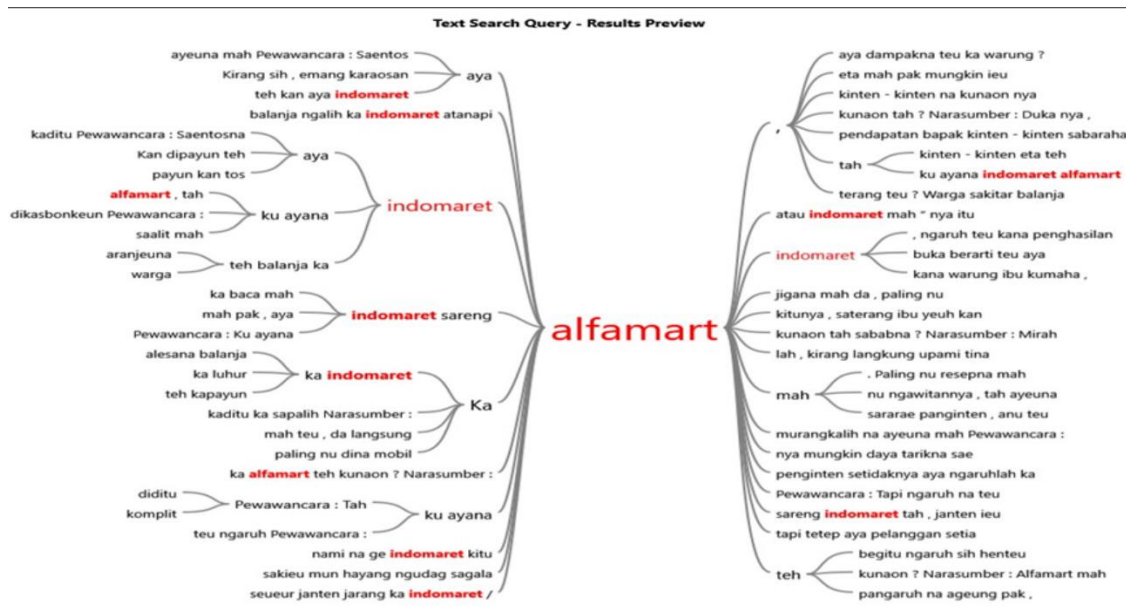 Text Search Query - Results Preview
ayeuna mah Pewawancara : Saentos
Kirang sih , emang karaosan
teh kan aya indomaret
aya
balanja ngalih ka indomaret atanapi
kaditu Pewawancara : Saentosna
Kan dipayun teh
payun kan tos
aya
alfamart , tah
dikasbonkeun Pewawancara :
saalit mah
ku ayana
aranjeuna
warga
teh balanja ka
indomaret
ka baca mah
mah pak , aya
Pewawancara : Ku ayana
indomaret sareng
alesana balanja
ka luhur
teh kapayun
ka indomaret
kaditu ka sapalih Narasumber :
mah teu , da langsung
paling nu dina mobil
Ka
ka alfamart teh kunaon ? Narasumber :
diditu
komplit
Pewawancara : Tah
teu ngaruh Pewawancara :
ku ayana
nami na ge indomaret kitu
sakieu mun hayang ngudag sagala
seueur janten jarang ka indomaret /
alfamart
,
aya dampakna teu ka warung ?
eta mah pak mungkin ieu
kinten - kinten na kunaon nya
kunaon tah ? Narasumber : Duka nya ,
pendapatan bapak kinten - kinten sabaraha
tah
kinten - kinten eta teh
ku ayana indomaret alfamart
terang teu ? Warga sakitar balanja
atau indomaret mah " nya itu
indomaret
, ngaruh teu kana penghasilan
buka berarti teu aya
kana warung ibu kumaha ,
jigana mah da , paling nu
kitunya , saterang ibu yeuh kan
kunaon tah sababna ? Narasumber : Mirah
lah , kirang langkung upami tina
mah
. Paling nu resepna mah
nu ngawitannya , tah ayeuna
sararae panginten , anu teu
murangkalih na ayeuna mah Pewawancara :
nya mungkin daya tarikna sae
penginten setidaknya aya ngaruhlah ka
Pewawancara : Tapi ngaruh na teu
sareng indomaret tah , janten ieu
tapi tetep aya pelanggan setia
teh
begitu ngaruh sih henteu
kunaon ? Narasumber : Alfamart mah
pangaruh na ageung pak ,